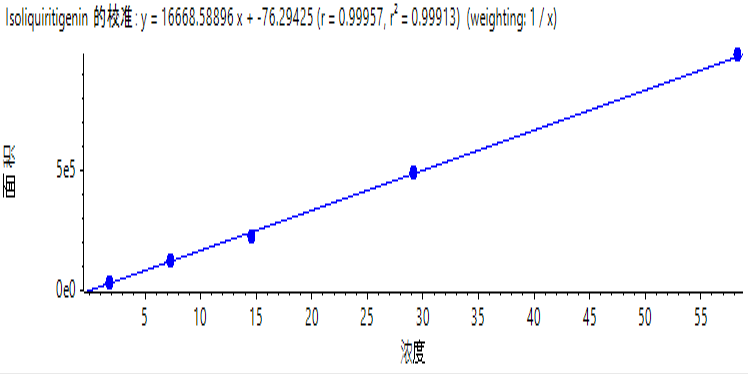 Isoliquiritigenin 的校准: y = 16668.58896 x + -76.29425 (r = 0.99957, r² = 0.99913) (weighting: 1 / x)
面积
5e5
0e0
5 10 15 20 25 30 35 40 45 50 55
浓度